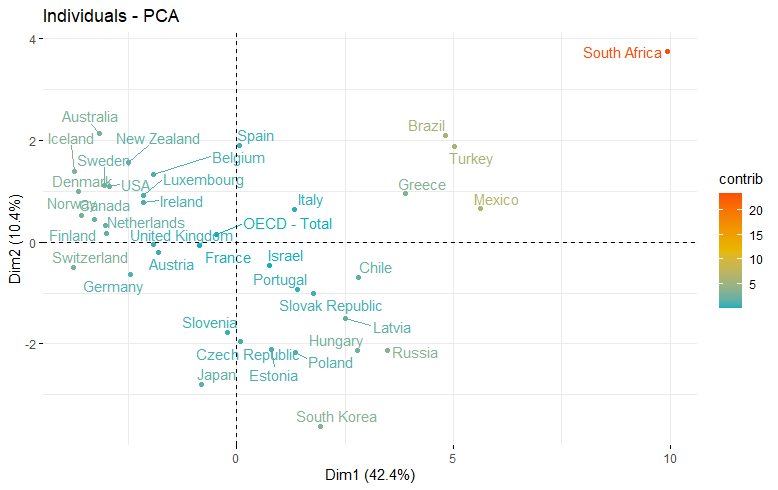 Individuals - PCA
4
South Africa
Australia
Brazil
Iceland
New Zealand
Spain
2
Sweden
Belgium
Turkey
Denmark
USA
Luxembourg
Greece
Norway
Canada
Ireland
Italy
Mexico
Netherlands
OECD - Total
Finland
United Kingdom
0
Switzerland
Austria
France
Israel
Chile
Germany
Portugal
Slovak Republic
Slovenia
Latvia
Hungary
-2
Czech Republic
Poland
Russia
Japan
Estonia
South Korea
0
5
10
Dim1 (42.4%)
Dim2 (10.4%)
contrib
20
15
10
5